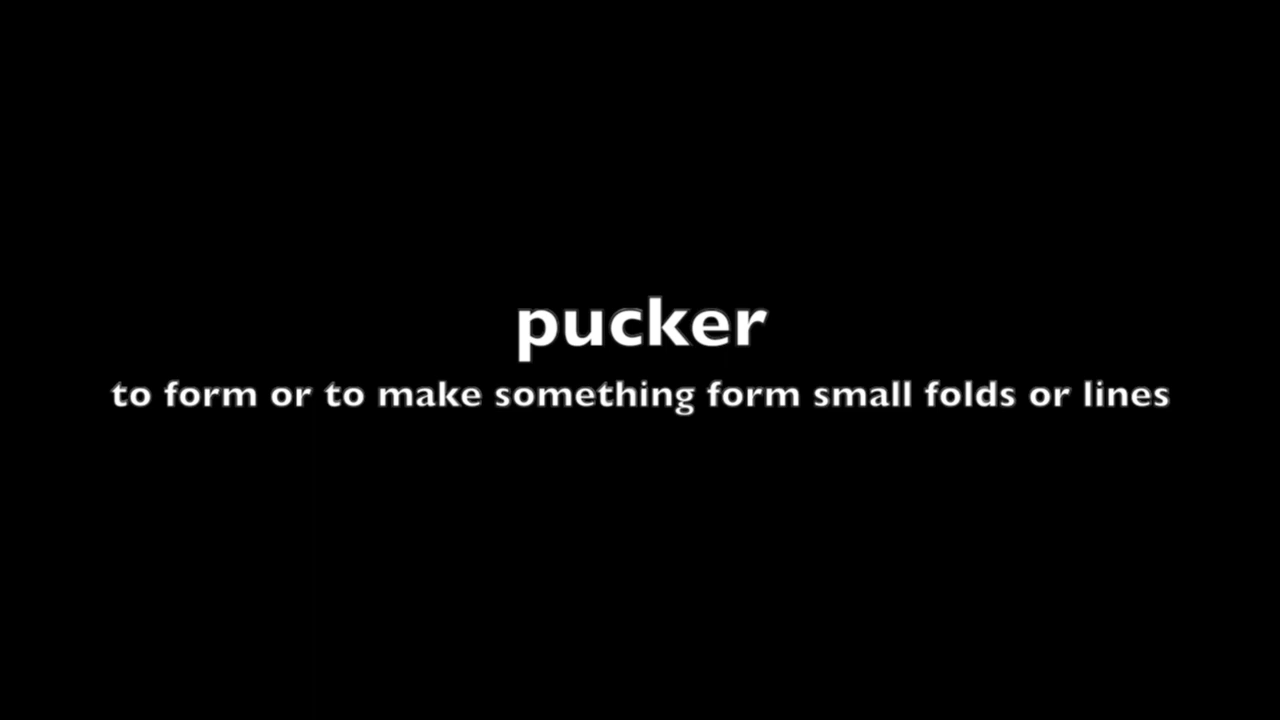 pucker
to form or to make something form small folds or lines